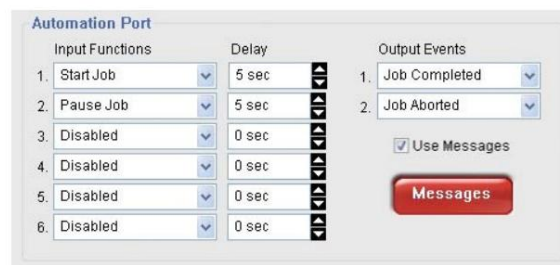 Automation Port
Input Functions Delay Output Events
1. Start Job 5 sec 1. Job Completed
2. Pause Job 5 sec 2. Job Aborted
3. Disabled 0 sec
Use Messages
4. Disabled 0 sec
5. Disabled 0 sec Messages
6. Disabled 0 sec